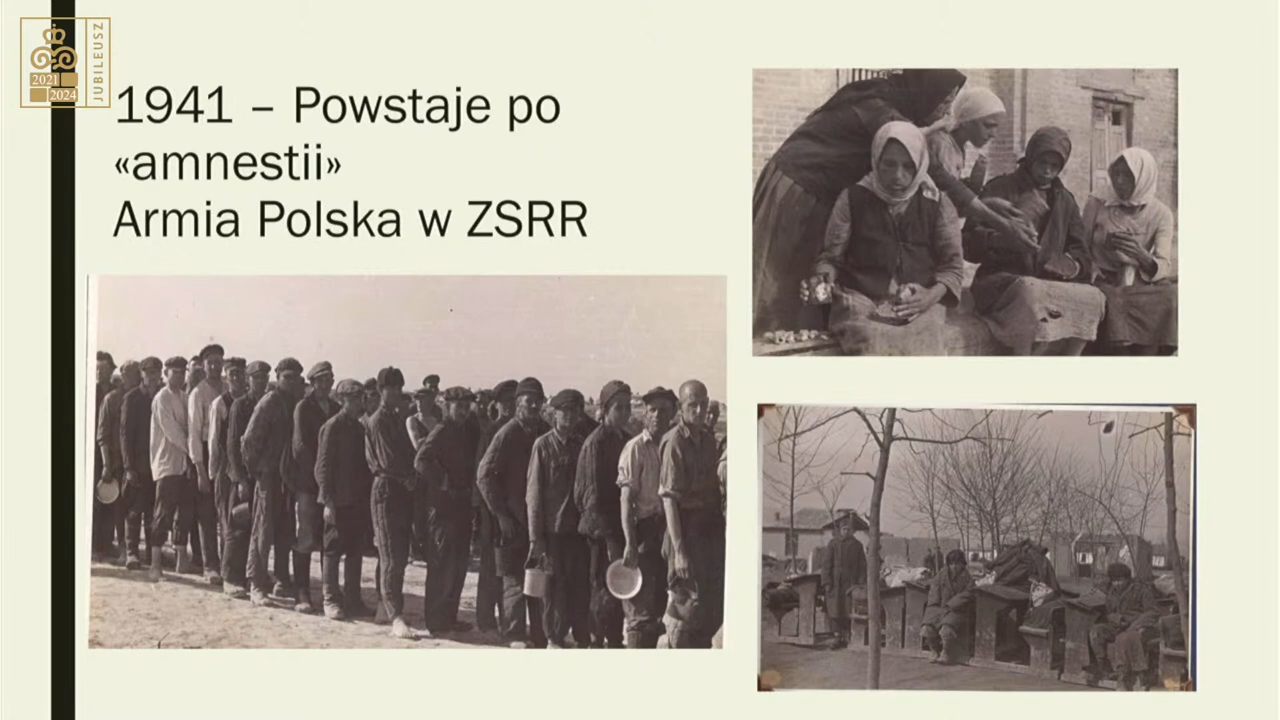 2021
2024
JUBILEUSZ
1941 – Powstaje po
«amnestii»
Armia Polska w ZSRR